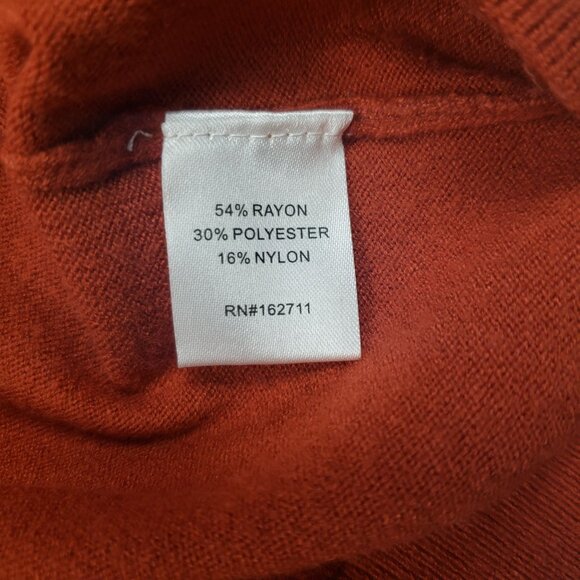 54% RAYON
30% POLYESTER
16% NYLON
RN#162711